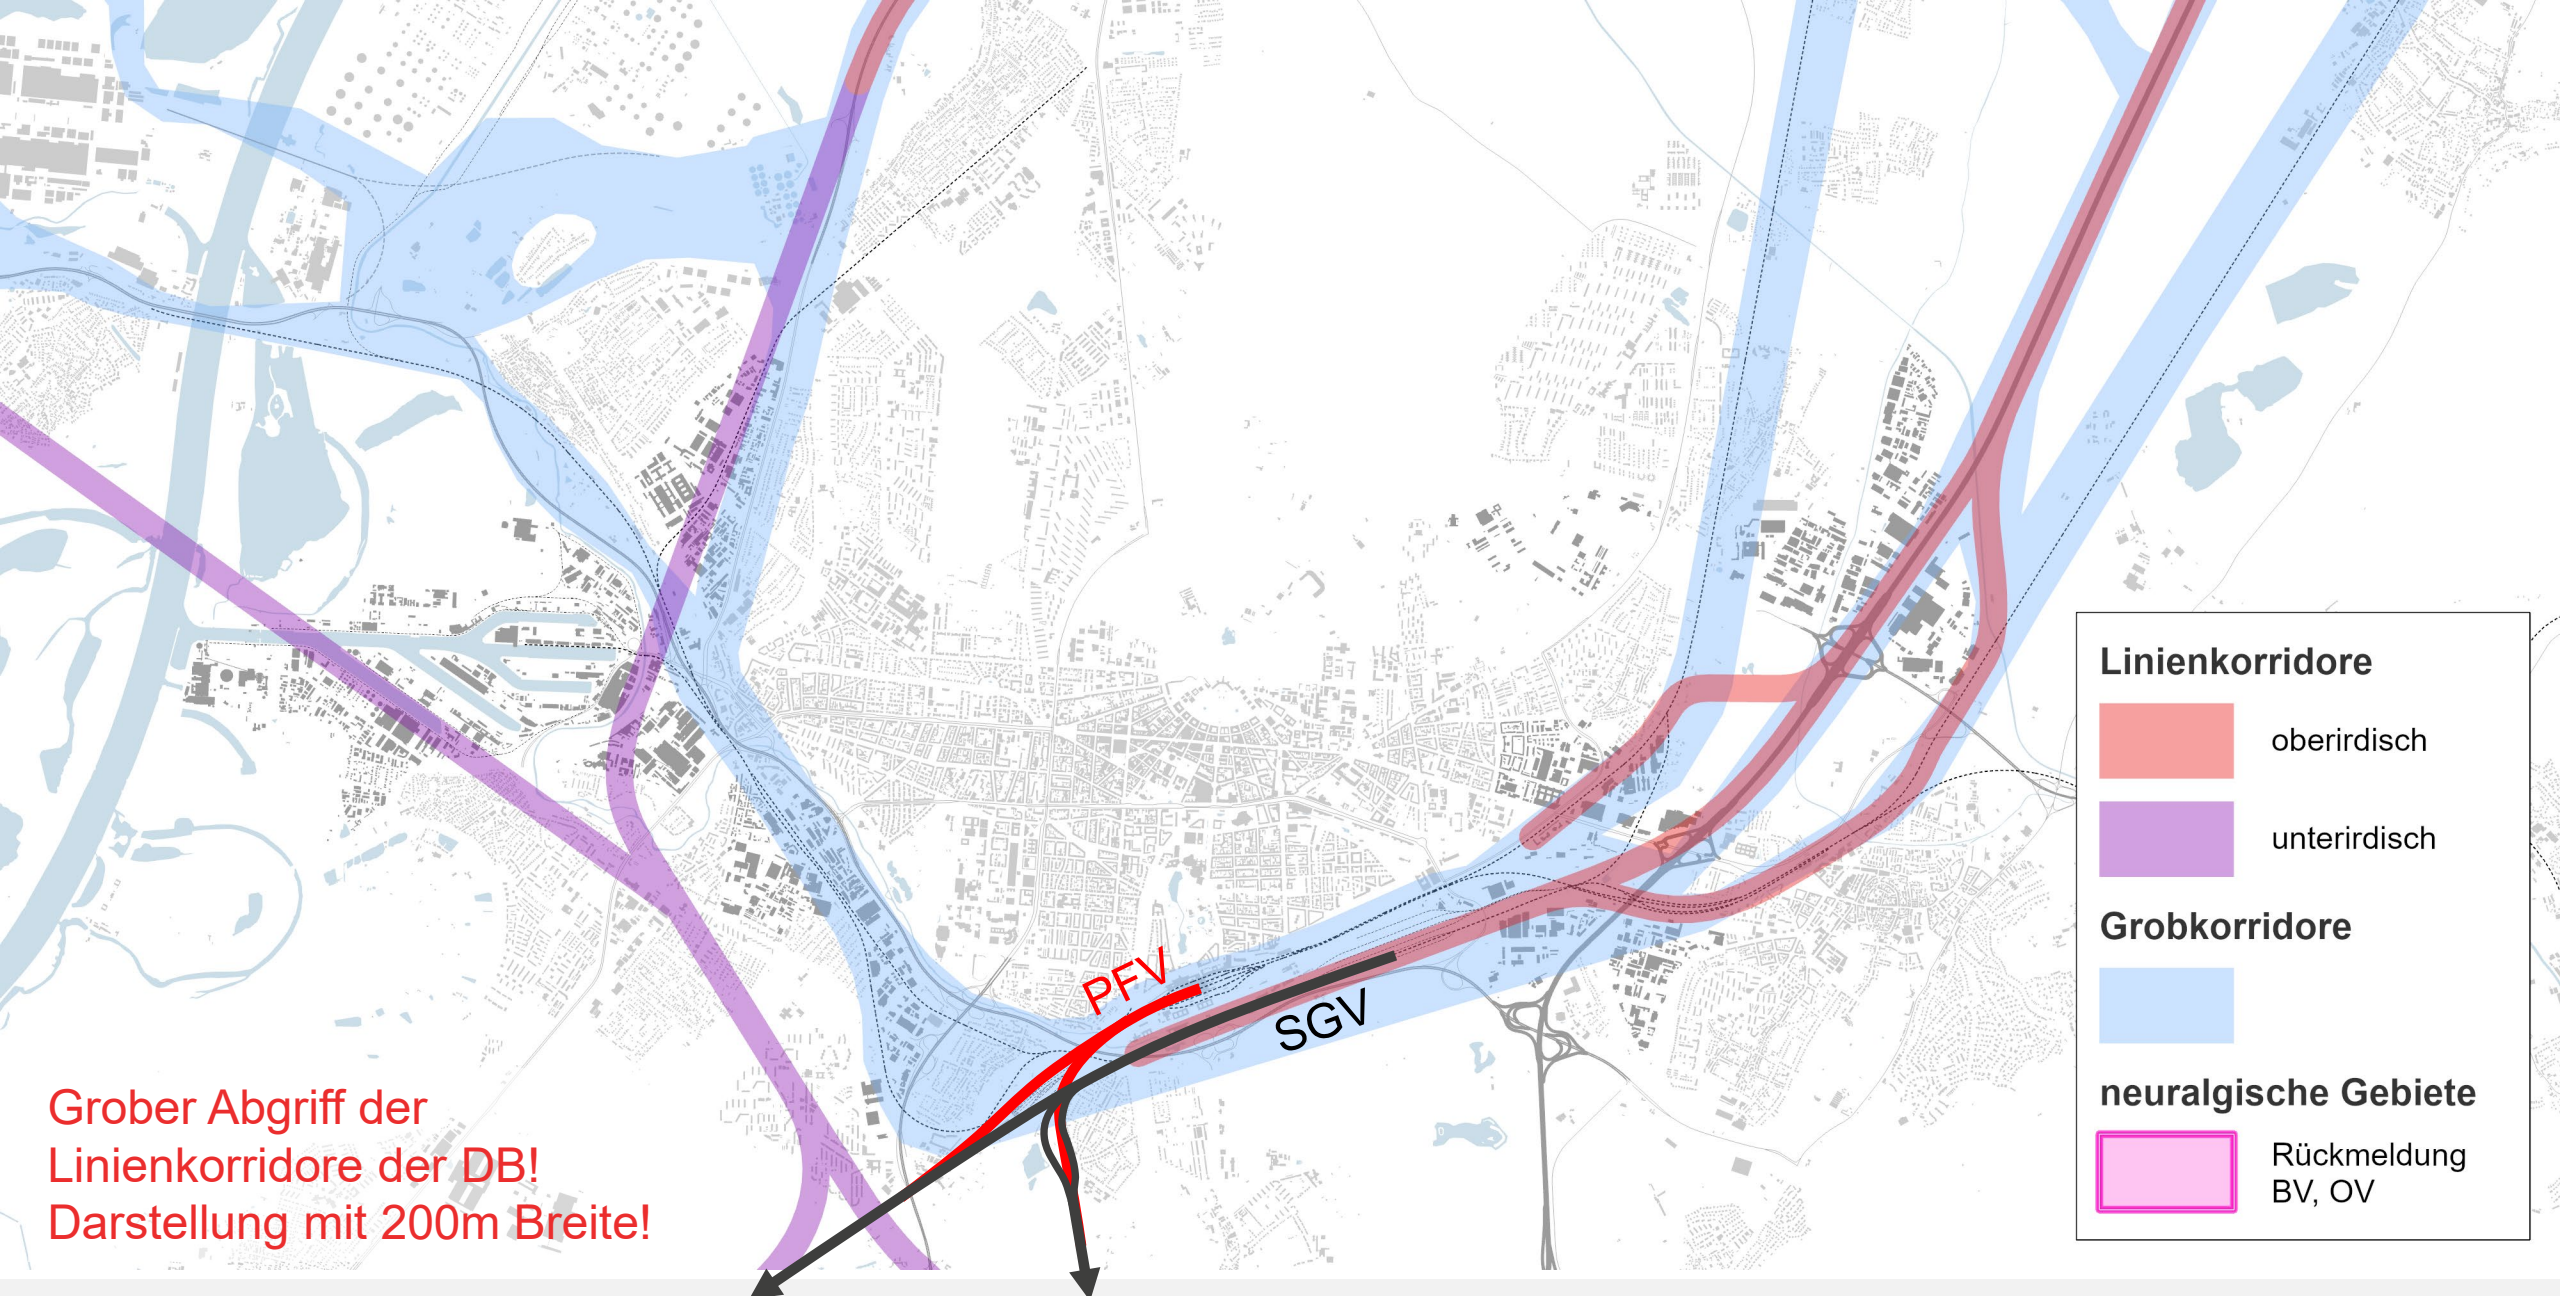 PFV
SGV
Grober Abgriff der
Linienkorridore der DB!
Darstellung mit 200m Breite!
Linienkorridore
oberirdisch
unterirdisch
Grobkorridore
neuralgische Gebiete
Rückmeldung
BV, OV